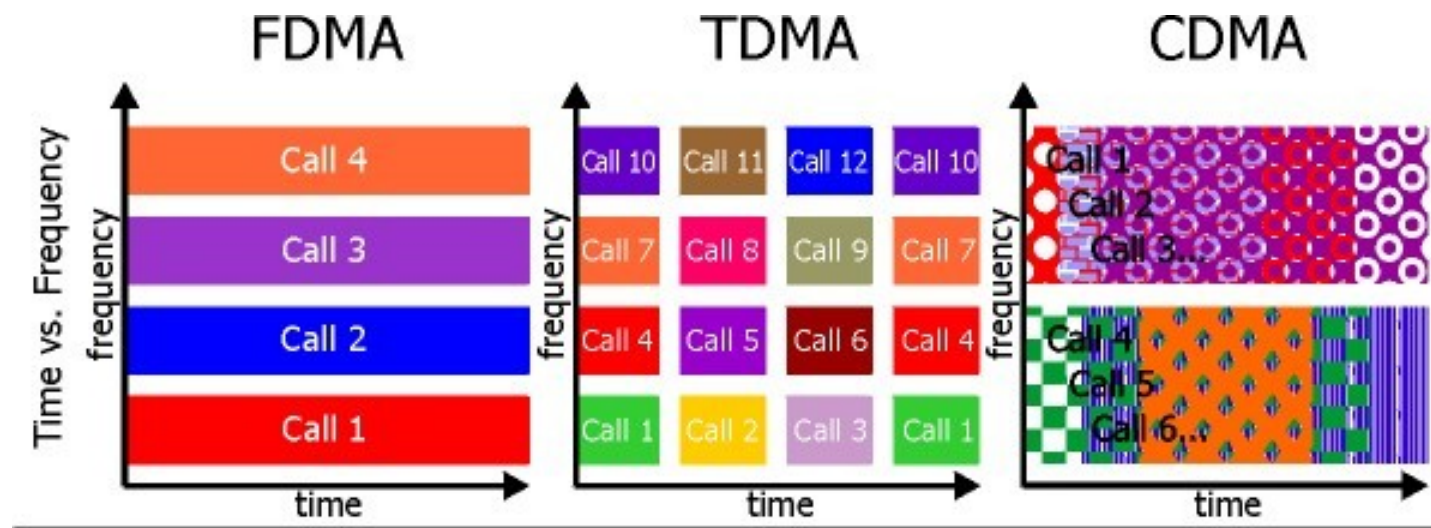 FDMA
TDMA
CDMA
Time vs. Frequency
frequency
Call 4
Call 3
Call 2
Call 1
time
frequency
Call 10 Call 11 Call 12 Call 10
Call 7 Call 8 Call 9 Call 7
Call 4 Call 5 Call 6 Call 4
Call 1 Call 2 Call 3 Call 1
time
frequency
Call 1
Call 2
Call 3...
Call 4
Call 5
Call 6...
time